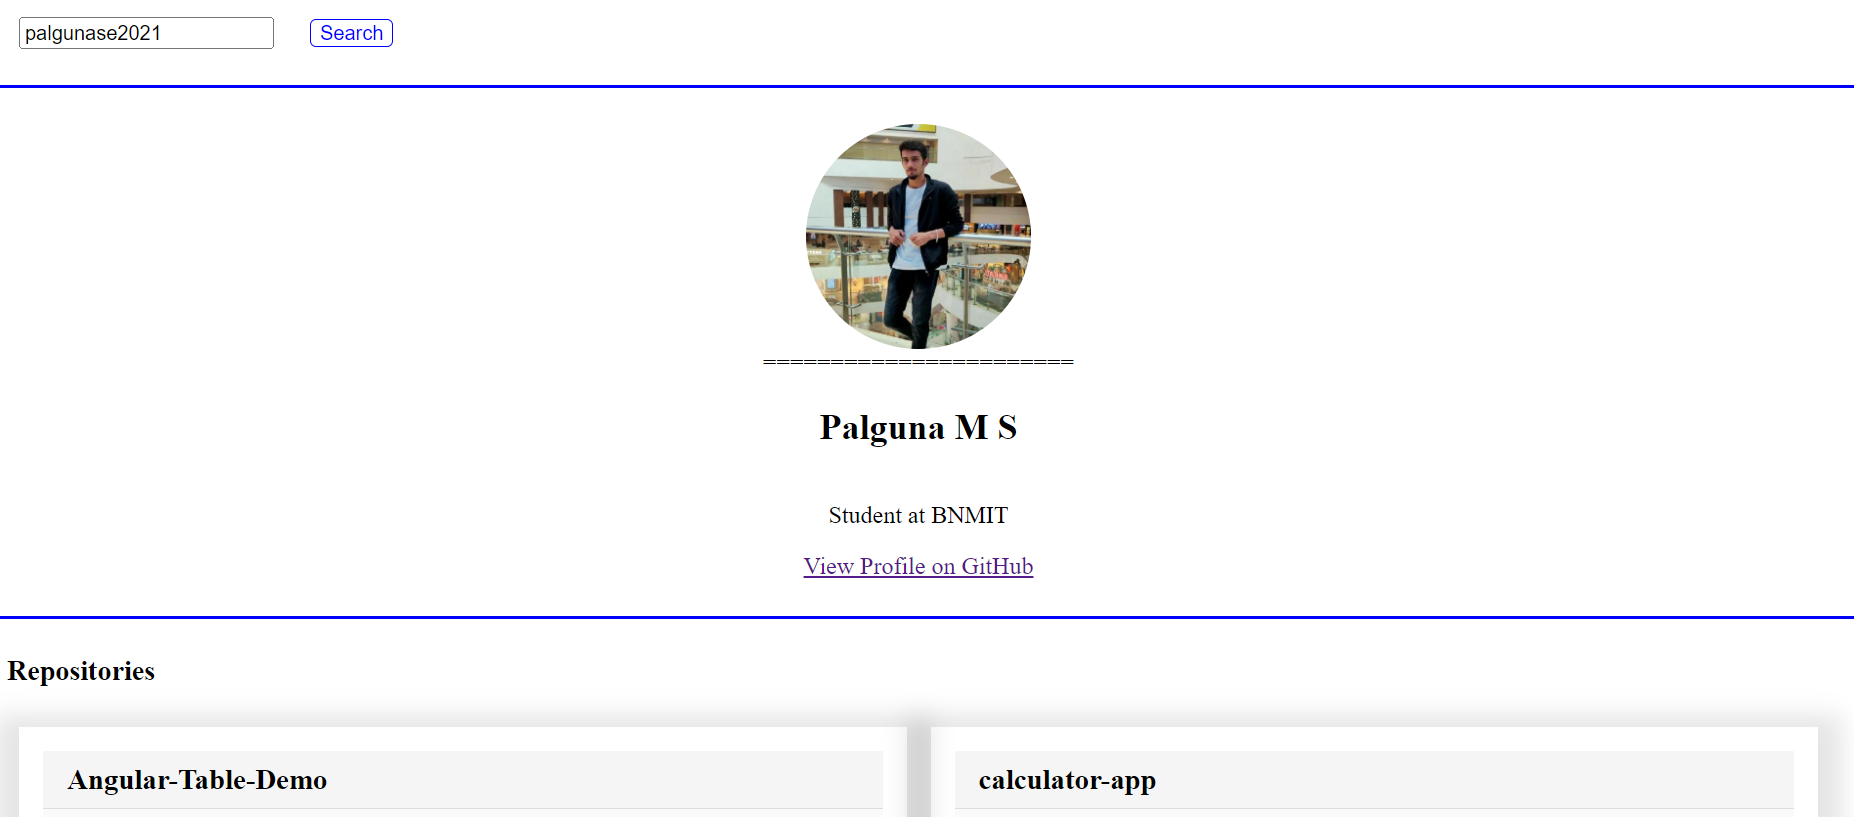 palgunase2021 Search
=======================
Palguna M S
Student at BNMIT
View Profile on GitHub
Repositories
Angular-Table-Demo calculator-app